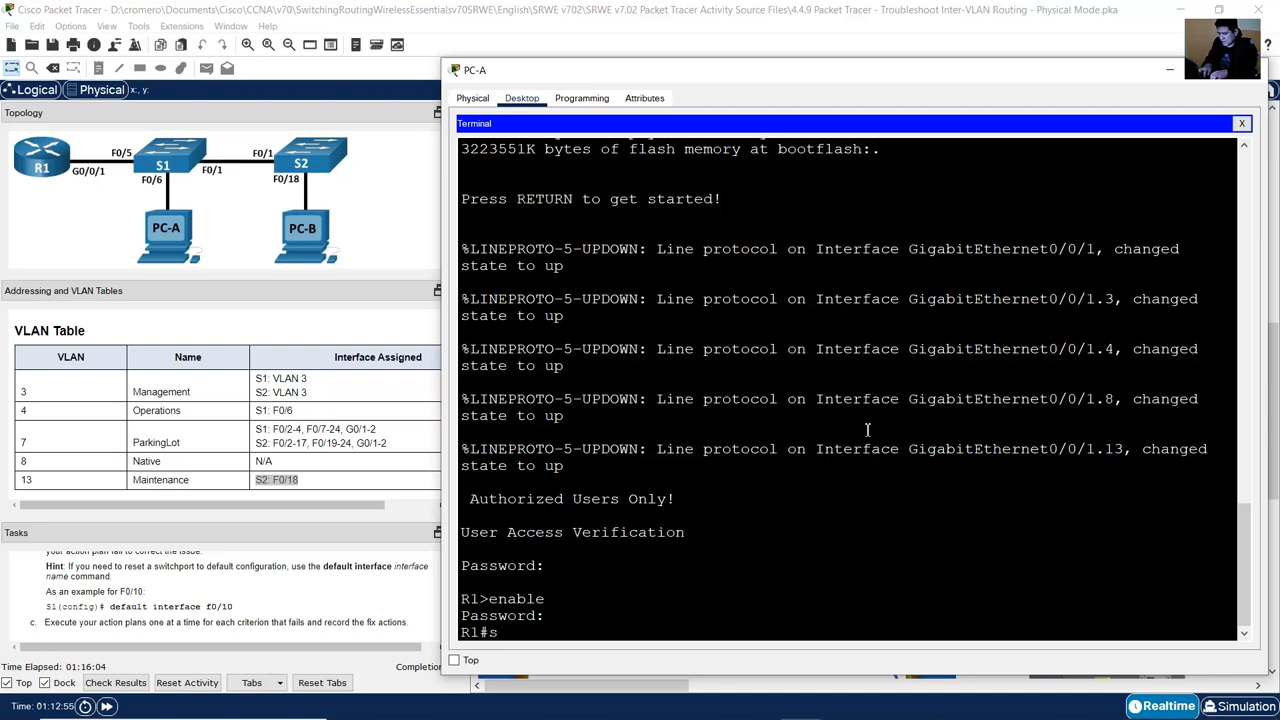 Cisco Packet Tracer - D:\cromero\Documents\Cisco\CCNA\v70\SwitchingRoutingWirelessEssentialsv70SRWE\English\SRWE v702\SRWE v7.02 Packet Tracer Activity Source Files\4.4.9 Packet Tracer - Troubleshoot Inter-VLAN Routing - Physical Mode.pka
File Edit Options View Tools Extensions Window Help
Logical Physical x: y:
PC-A
Physical Desktop Programming Attributes
Topology
R1
G0/0/1
F0/5
S1
F0/1
F0/6
F0/1
S2
F0/18
PC-A
PC-B
Addressing and VLAN Tables
VLAN Table
VLAN Name Interface Assigned
3 Management S1: VLAN 3
S2: VLAN 3
4 Operations S1: F0/6
7 ParkingLot S1: F0/2-4, F0/7-24, G0/1-2
S2: F0/2-17, F0/19-24, G0/1-2
8 Native N/A
13 Maintenance S2: F0/18
Tasks
your action plan fail to correct the issue.
Hint: If you need to reset a switchport to default configuration, use the default interface interface
name command.
As an example for F0/10:
S1(config)# default interface f0/10
c. Execute your action plans one at a time for each criterion that fails and record the fix actions.
Time Elapsed: 01:16:04 Completio
Top Dock Check Results Reset Activity Tabs Reset Tabs
Time: 01:12:55
Terminal X
3223551K bytes of flash memory at bootflash:.
Press RETURN to get started!
%LINEPROTO-5-UPDOWN: Line protocol on Interface GigabitEthernet0/0/1, changed
state to up
%LINEPROTO-5-UPDOWN: Line protocol on Interface GigabitEthernet0/0/1.3, changed
state to up
%LINEPROTO-5-UPDOWN: Line protocol on Interface GigabitEthernet0/0/1.4, changed
state to up
%LINEPROTO-5-UPDOWN: Line protocol on Interface GigabitEthernet0/0/1.8, changed
state to up
%LINEPROTO-5-UPDOWN: Line protocol on Interface GigabitEthernet0/0/1.13, changed
state to up
Authorized Users Only!
User Access Verification
Password:
R1>enable
Password:
R1#s
Top
Realtime Simulation